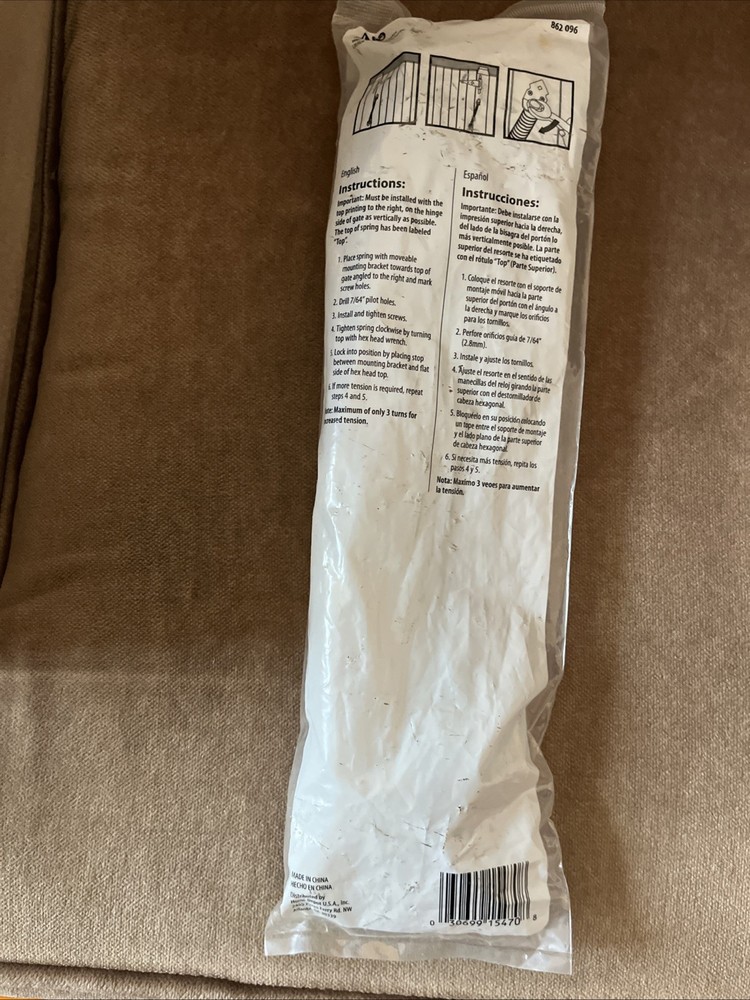 862 096
English
Instructions:
Important: Must be installed with the
top printing to the right, on the hinge
side of gate as vertically as possible.
The top of spring has been labeled
"Top".
1. Place spring with moveable
mounting bracket towards top of
gate angled to the right and mark
screw holes.
2. Drill 7/64" pilot holes.
3. Install and tighten screws.
4. Tighten spring clockwise by turning
top with hex head wrench.
5. Lock into position by placing stop
between mounting bracket and flat
side of hex head top.
6. If more tension is required, repeat
steps 4 and 5.
Note: Maximum of only 3 turns for
increased tension.
Español
Instrucciones:
Importante: Debe instalarse con la
impresión superior hacia la derecha,
del lado de la bisagra del portón lo
más verticalmente posible. La parte
superior del resorte se ha etiquetado
con el rótulo "Top" (Parte Superior).
1. Coloque el resorte con el soporte de
montaje móvil hacia la parte
superior del portón con el ángulo a
la derecha y marque los orificios
para los tornillos.
2. Perfore orificios guía de 7/64"
(2.8mm).
3. Instale y ajuste los tornillos.
4. Ajuste el resorte en el sentido de las
manecillas del reloj girando la parte
superior con el destornillador de
cabeza hexagonal.
5. Bloquérlo en su posición colocando
un tope entre el soporte de montaje
y el lado plano de la parte superior
de cabeza hexagonal.
6. Si necesita más tensión, repita los
pasos 4 y 5.
Nota: Maximo 3 veces para aumentar
la tensión.
MADE IN CHINA
HECHO EN CHINA
Distributed by
U.S.A., Inc.
Ferry Rd. NW
0 30699 15470 8